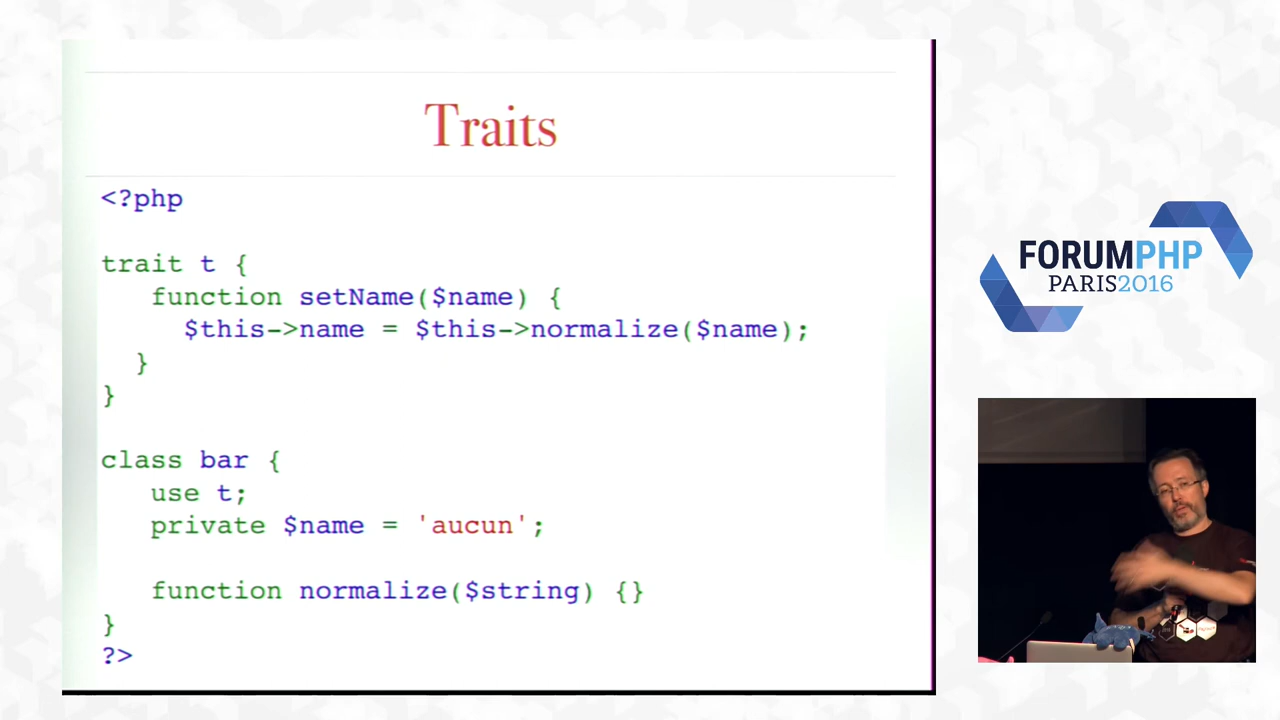 Traits
<?php
trait t {
function setName($name) {
$this->name = $this->normalize($name);
}
}
class bar {
use t;
private $name = 'aucun';
function normalize($string) {}
}
?>
FORUMPHP
PARIS2016